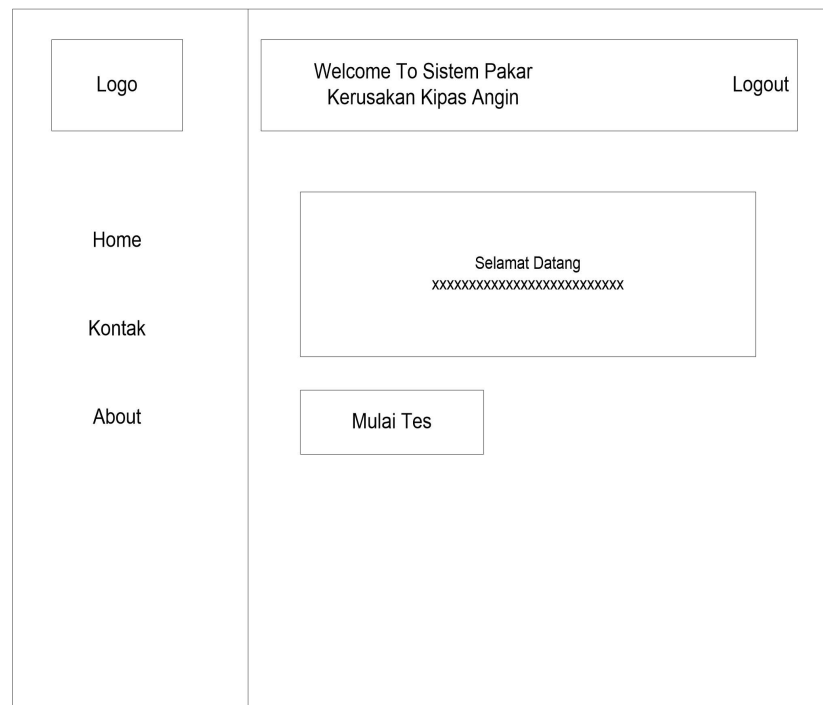 Logo
Welcome To Sistem Pakar
Kerusakan Kipas Angin
Logout
Home
Kontak
About
Selamat Datang
xxxxxxxxxxxxxxxxxxxxxxxxxx
Mulai Tes